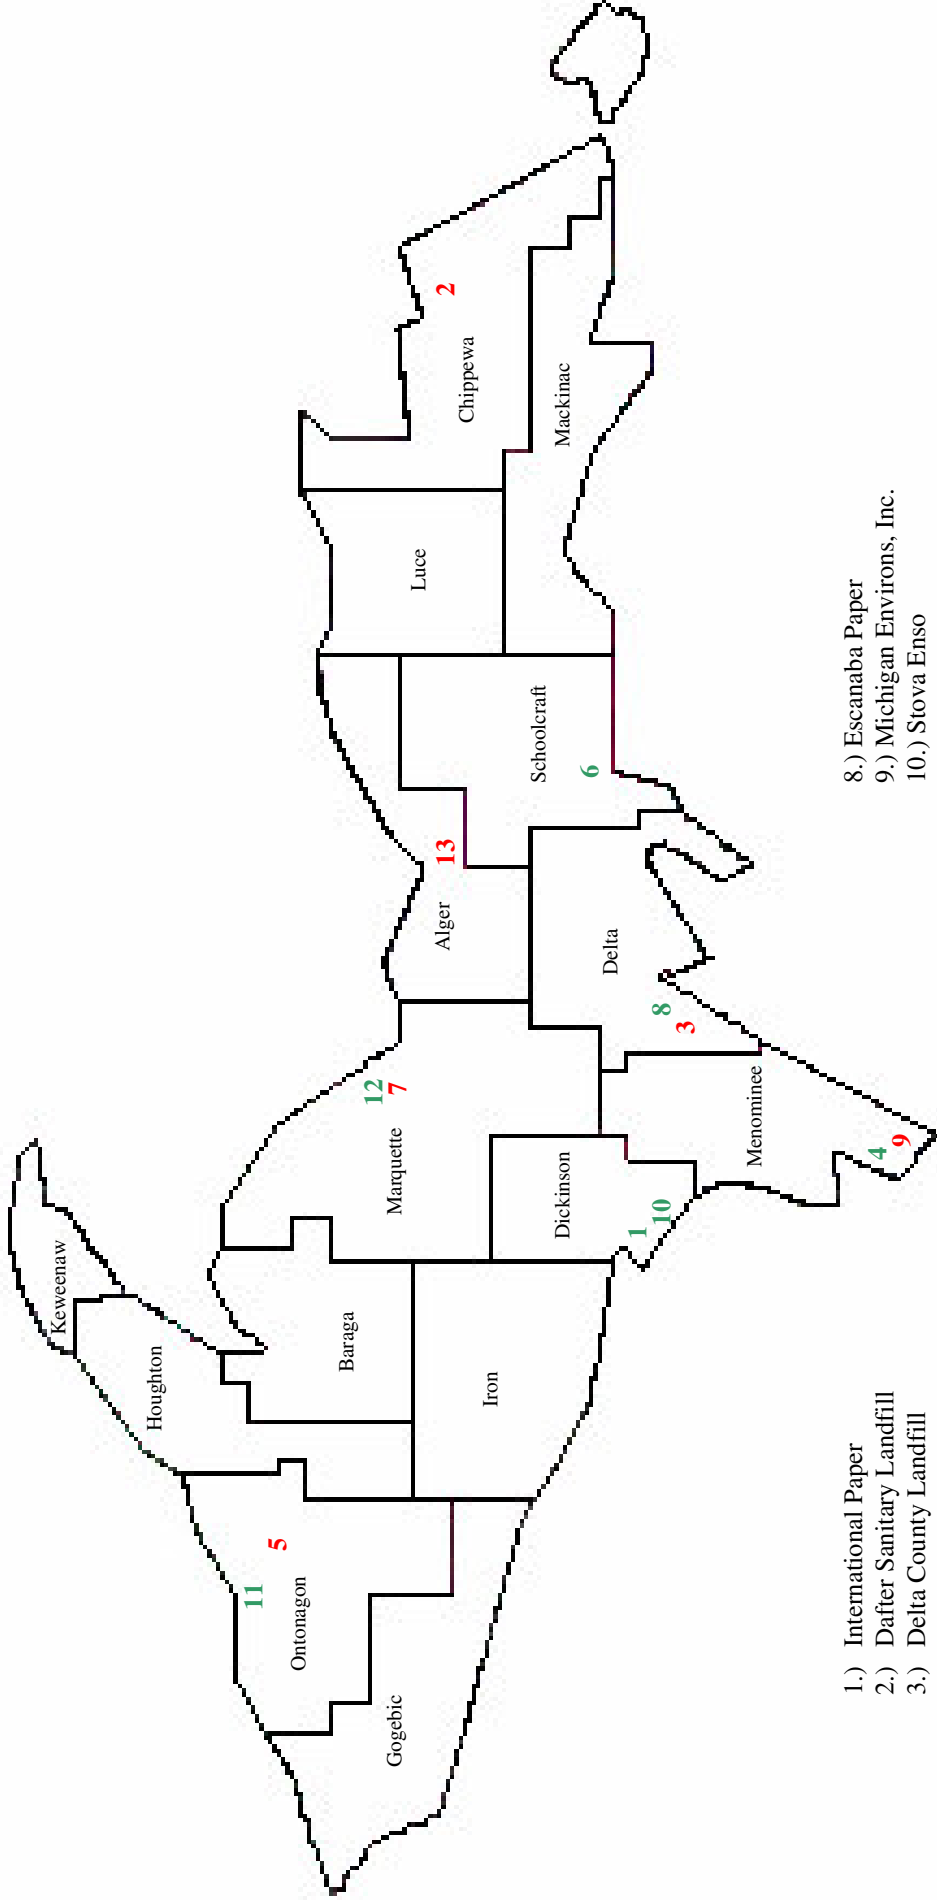 Keweenaw
Houghton
Baraga
Marquette
12
7
11
5
Ontonagon
Gogebic
Iron
Dickinson
1
10
Menominee
4
9
Alger
13
Delta
8
3
Schoolcraft
6
Luce
Chippewa
2
Mackinac
1.) International Paper
2.) Dafter Sanitary Landfill
3.) Delta County Landfill
8.) Escanaba Paper
9.) Michigan Environs, Inc.
10.) Stova Enso